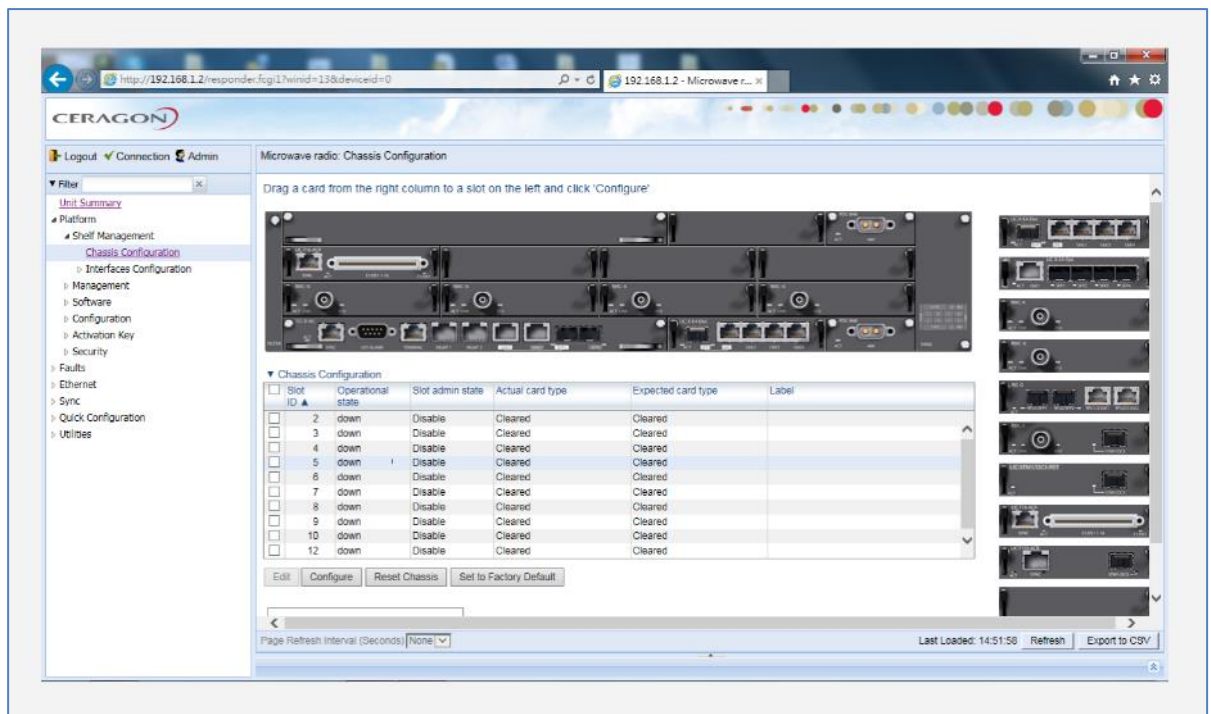 http://192.168.1.2/responder.fcgi1?winid=138&deviceid=0
192.168.1.2 - Microwave r...
CERAGON
Logout Connection Admin
Microwave radio: Chassis Configuration
Filter
Drag a card from the right column to a slot on the left and click 'Configure'
Unit Summary
Platform
Shelf Management
Chassis Configuration
Interfaces Configuration
Management
Software
Configuration
Activation Key
Security
Faults
Ethernet
Sync
Quick Configuration
Utilities
Chassis Configuration
Slot ID Operational state Slot admin state Actual card type Expected card type Label
2 down Disable Cleared Cleared
3 down Disable Cleared Cleared
4 down Disable Cleared Cleared
5 down Disable Cleared Cleared
6 down Disable Cleared Cleared
7 down Disable Cleared Cleared
8 down Disable Cleared Cleared
9 down Disable Cleared Cleared
10 down Disable Cleared Cleared
12 down Disable Cleared Cleared
Edit Configure Reset Chassis Set to Factory Default
Page Refresh Interval (Seconds) None Last Loaded: 14:51:58 Refresh Export to CSV